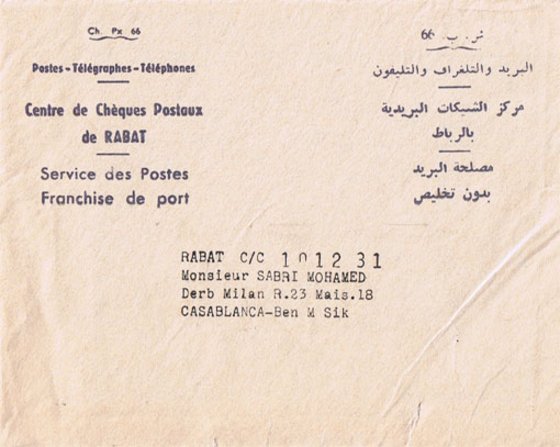 Ch. Px 66
Postes-Télégraphes-Téléphones
Centre de Chèques Postaux
de RABAT
Service des Postes
Franchise de port
ش. ب. 66
البريد والتلغراف والتليفون
مركز الشيكات البريدية
بالرباط
مصلحة البريد
بدون تخليص
RABAT C/C 101231
Monsieur SABRI MOHAMED
Derb Milan R.23 Mais.18
CASABLANCA-Ben M Sik